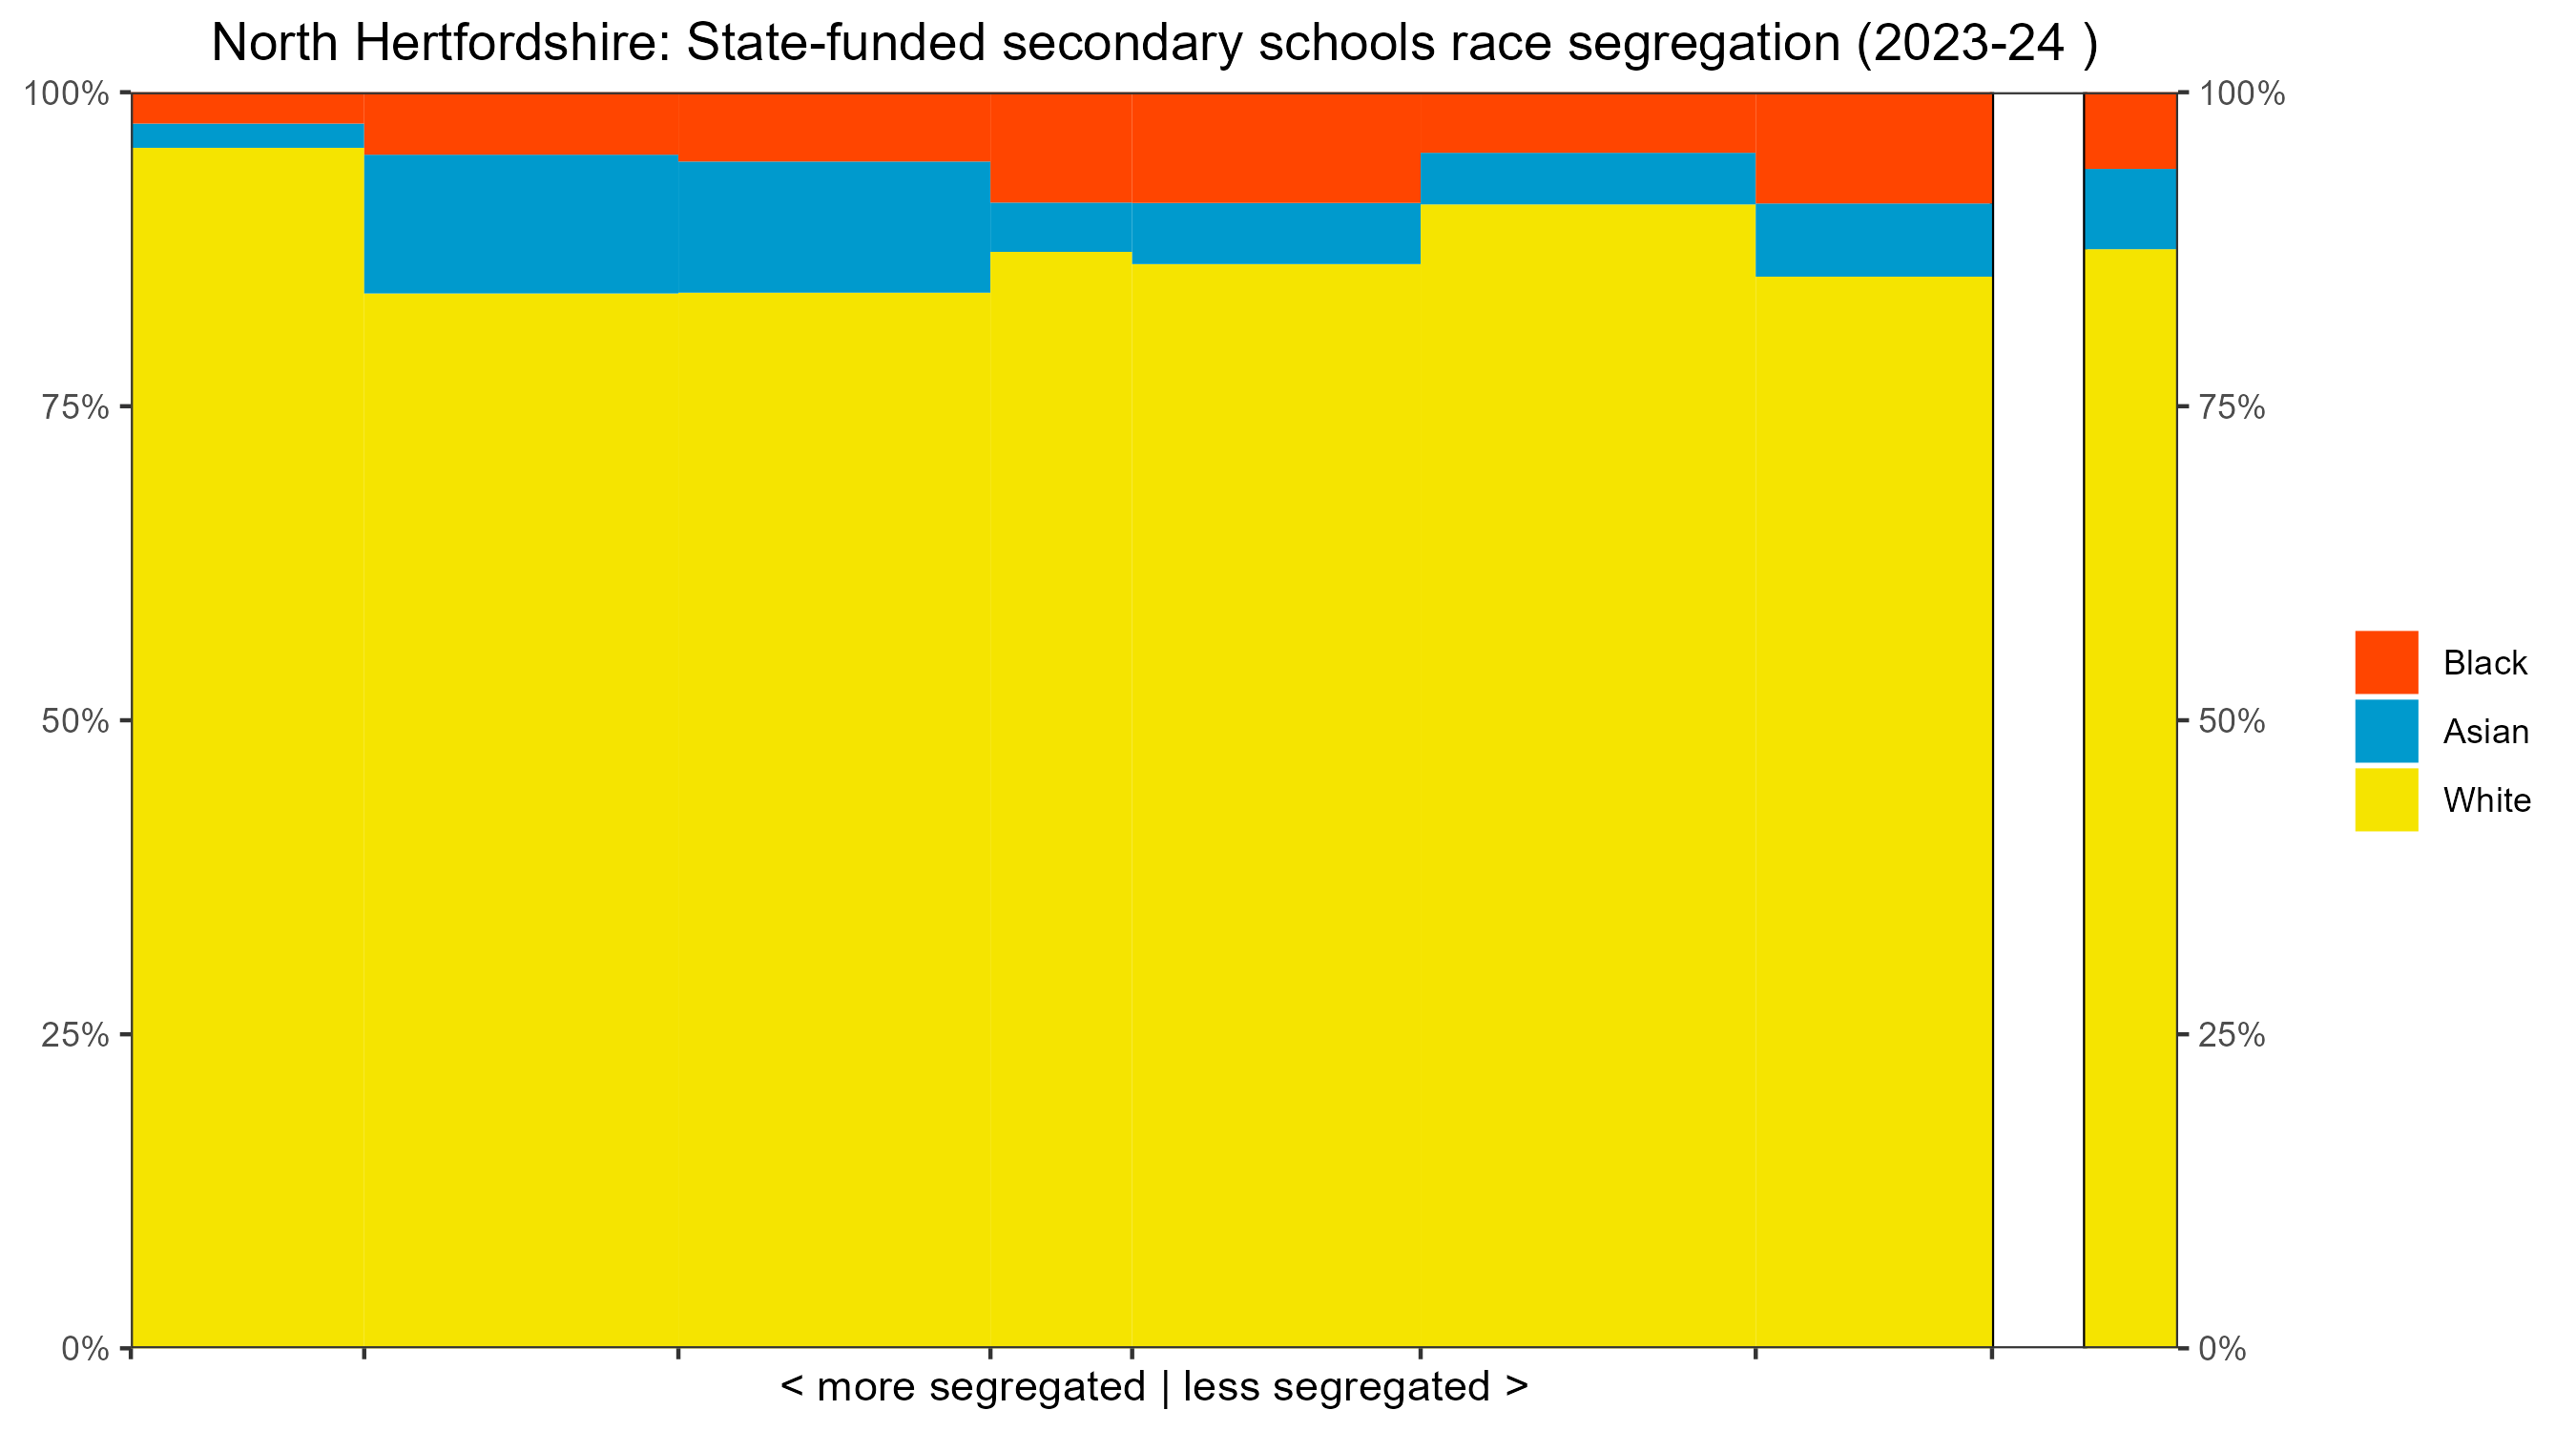 North Hertfordshire: State-funded secondary schools race segregation (2023-24 )
100%
75%
50%
25%
0%
100%
75%
50%
25%
0%
Black
Asian
White
< more segregated | less segregated >